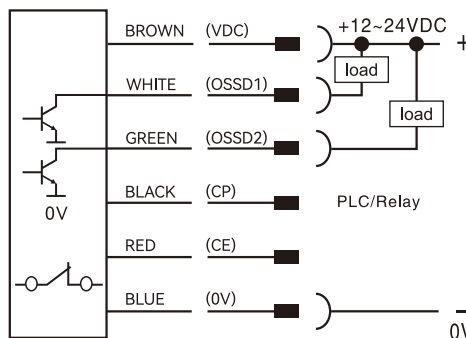 BROWN (VDC) +12~24VDC +
load
WHITE (OSSD1)
load
GREEN (OSSD2)
0V
BLACK (CP) PLC/Relay
RED (CE)
BLUE (0V) −
0V